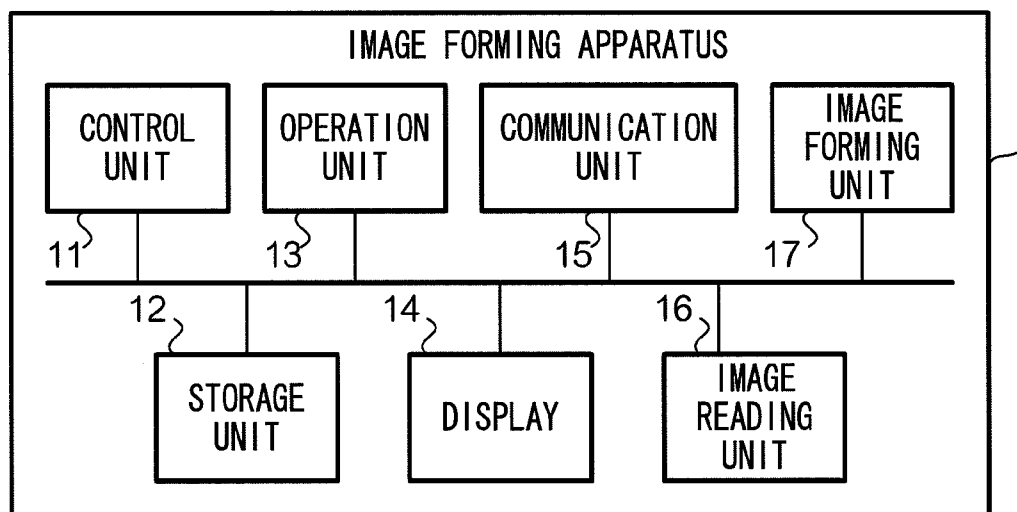 IMAGE FORMING APPARATUS
CONTROL
UNIT
OPERATION
UNIT
COMMUNICATION
UNIT
IMAGE
FORMING
UNIT
11
13
15
17
12
14
16
STORAGE
UNIT
DISPLAY
IMAGE
READING
UNIT